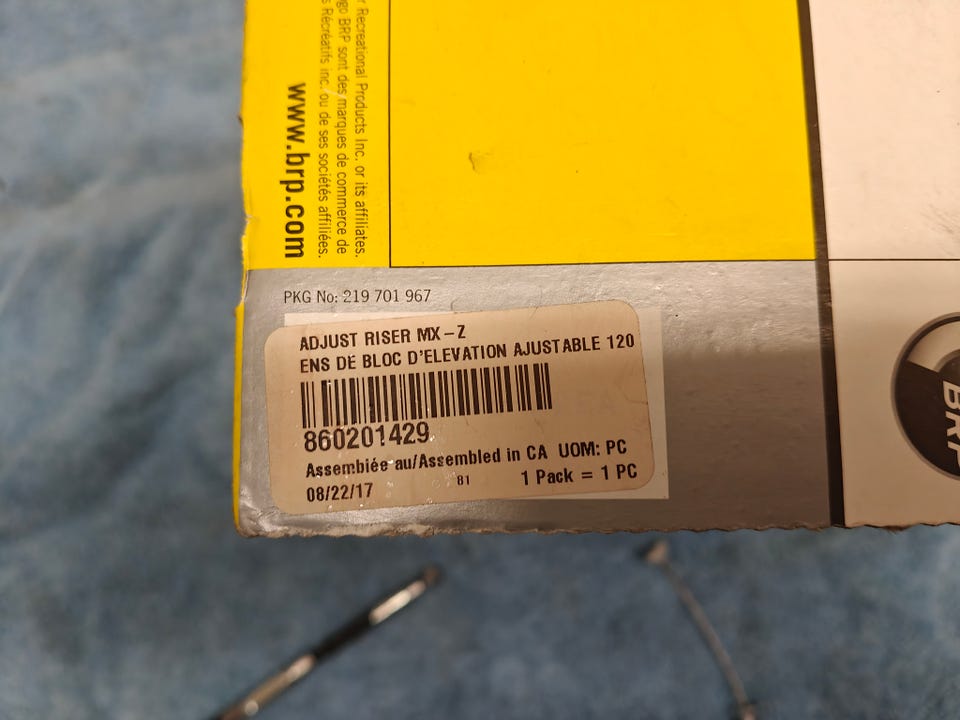 r Recreational Products Inc. or its affiliates.
go BRP sont des marques de commerce de
s Récréatifs inc. ou de ses sociétés affiliées.
www.brp.com
PKG No: 219 701 967
ADJUST RISER MX-Z
ENS DE BLOC D'ELEVATION AJUSTABLE 120
860201429
Assembiée au/Assembled in CA UOM: PC
08/22/17 81 1 Pack = 1 PC
BRP